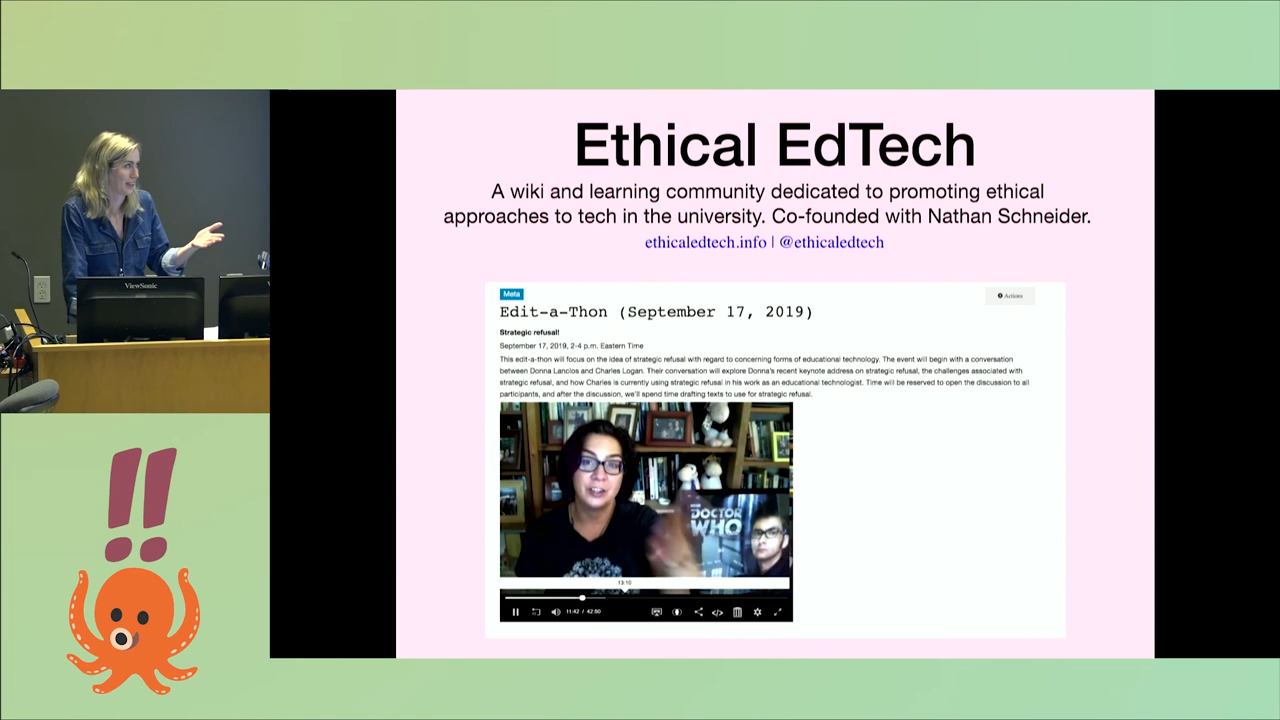 Ethical EdTech
A wiki and learning community dedicated to promoting ethical
approaches to tech in the university. Co-founded with Nathan Schneider.
ethicaledtech.info | @ethicaledtech
Meta
Actions
Edit-a-Thon (September 17, 2019)
Strategic refusal!
September 17, 2019, 2-4 p.m. Eastern Time
This edit-a-thon will focus on the idea of strategic refusal with regard to concerning forms of educational technology. The event will begin with a conversation
between Donna Lanclos and Charles Logan. Their conversation will explore Donna's recent keynote address on strategic refusal, the challenges associated with
strategic refusal, and how Charles is currently using strategic refusal in his work as an educational technologist. Time will be reserved to open the discussion to all
participants, and after the discussion, we'll spend time drafting texts to use for strategic refusal.
ViewSonic
DOCTOR
WHO
13:10
11:42 / 42:50
!!